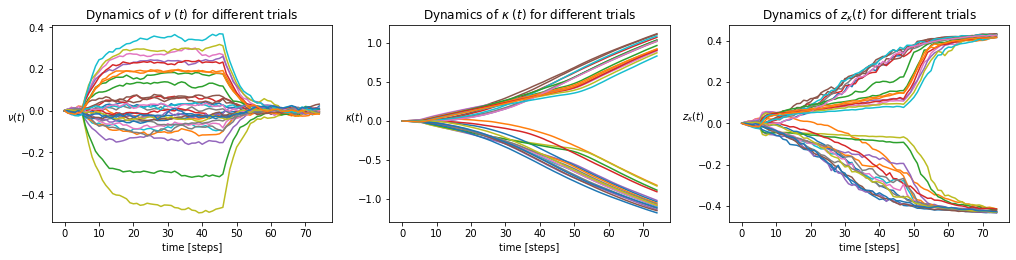 Dynamics of ν (t) for different trials
0.4
0.2
0.0
−0.2
−0.4
ν(t)
0 10 20 30 40 50 60 70
time [steps]
Dynamics of κ (t) for different trials
1.0
0.5
0.0
−0.5
−1.0
κ(t)
0 10 20 30 40 50 60 70
time [steps]
Dynamics of zκ(t) for different trials
0.4
0.2
0.0
−0.2
−0.4
zκ(t)
0 10 20 30 40 50 60 70
time [steps]